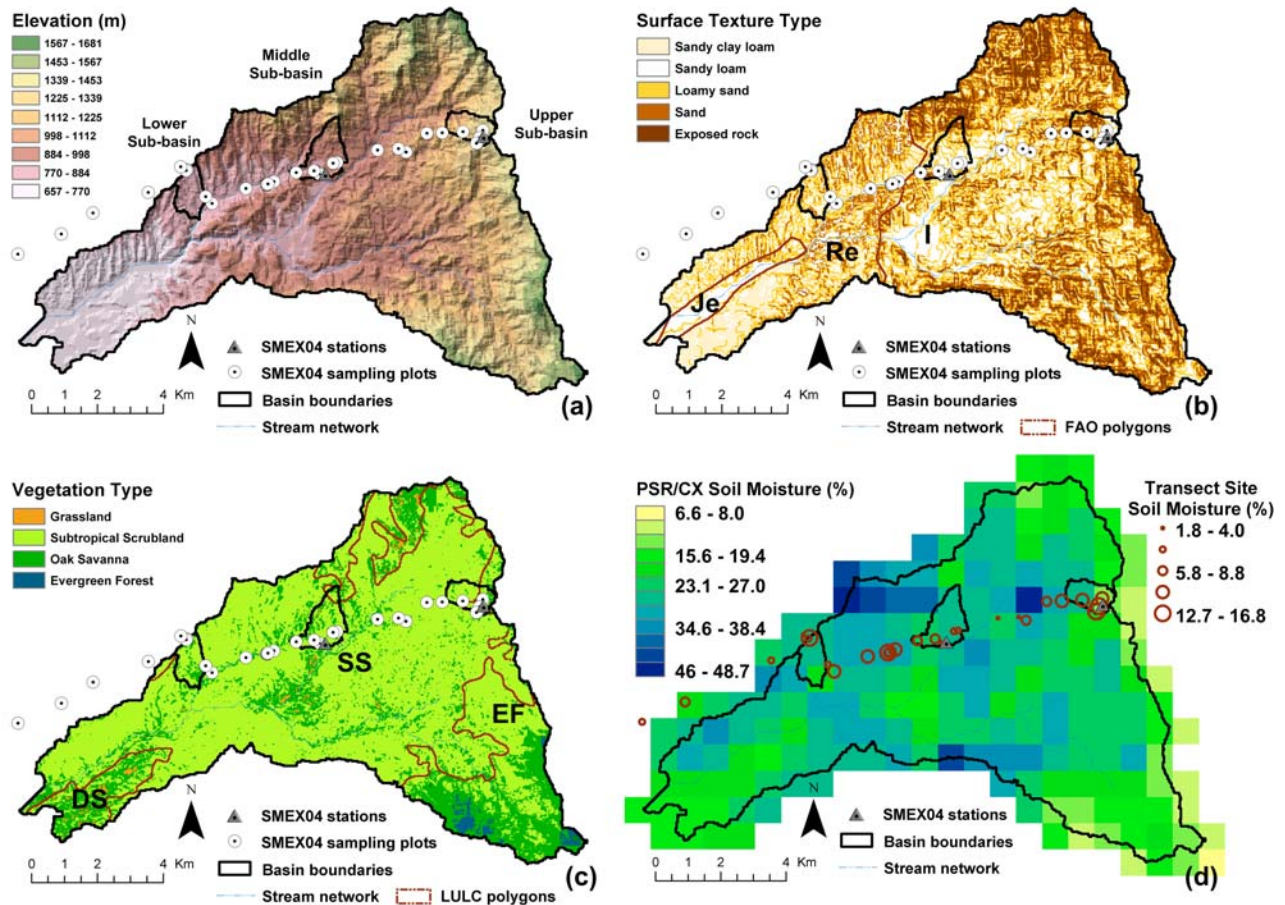 Elevation (m)
1567 - 1681
1453 - 1567
1339 - 1453
1225 - 1339
1112 - 1225
998 - 1112
884 - 998
770 - 884
657 - 770
Middle
Sub-basin
Lower
Sub-basin
Upper
Sub-basin
N
SMEX04 stations
SMEX04 sampling plots
Basin boundaries
Stream network
0 2 4 Km
(a)
Surface Texture Type
Sandy clay loam
Sandy loam
Loamy sand
Sand
Exposed rock
I
Re
Je
N
SMEX04 stations
SMEX04 sampling plots
Basin boundaries
Stream network
FAO polygons
0 2 4 Km
(b)
Vegetation Type
Grassland
Subtropical Scrubland
Oak Savanna
Evergreen Forest
SS
EF
DS
N
SMEX04 stations
SMEX04 sampling plots
Basin boundaries
Stream network
LULC polygons
0 2 4 Km
(c)
PSR/CX Soil Moisture (%)
6.6 - 8.0
15.6 - 19.4
23.1 - 27.0
34.6 - 38.4
46 - 48.7
Transect Site
Soil Moisture (%)
1.8 - 4.0
5.8 - 8.8
12.7 - 16.8
N
SMEX04 stations
Basin boundaries
Stream network
0 2 4 Km
(d)